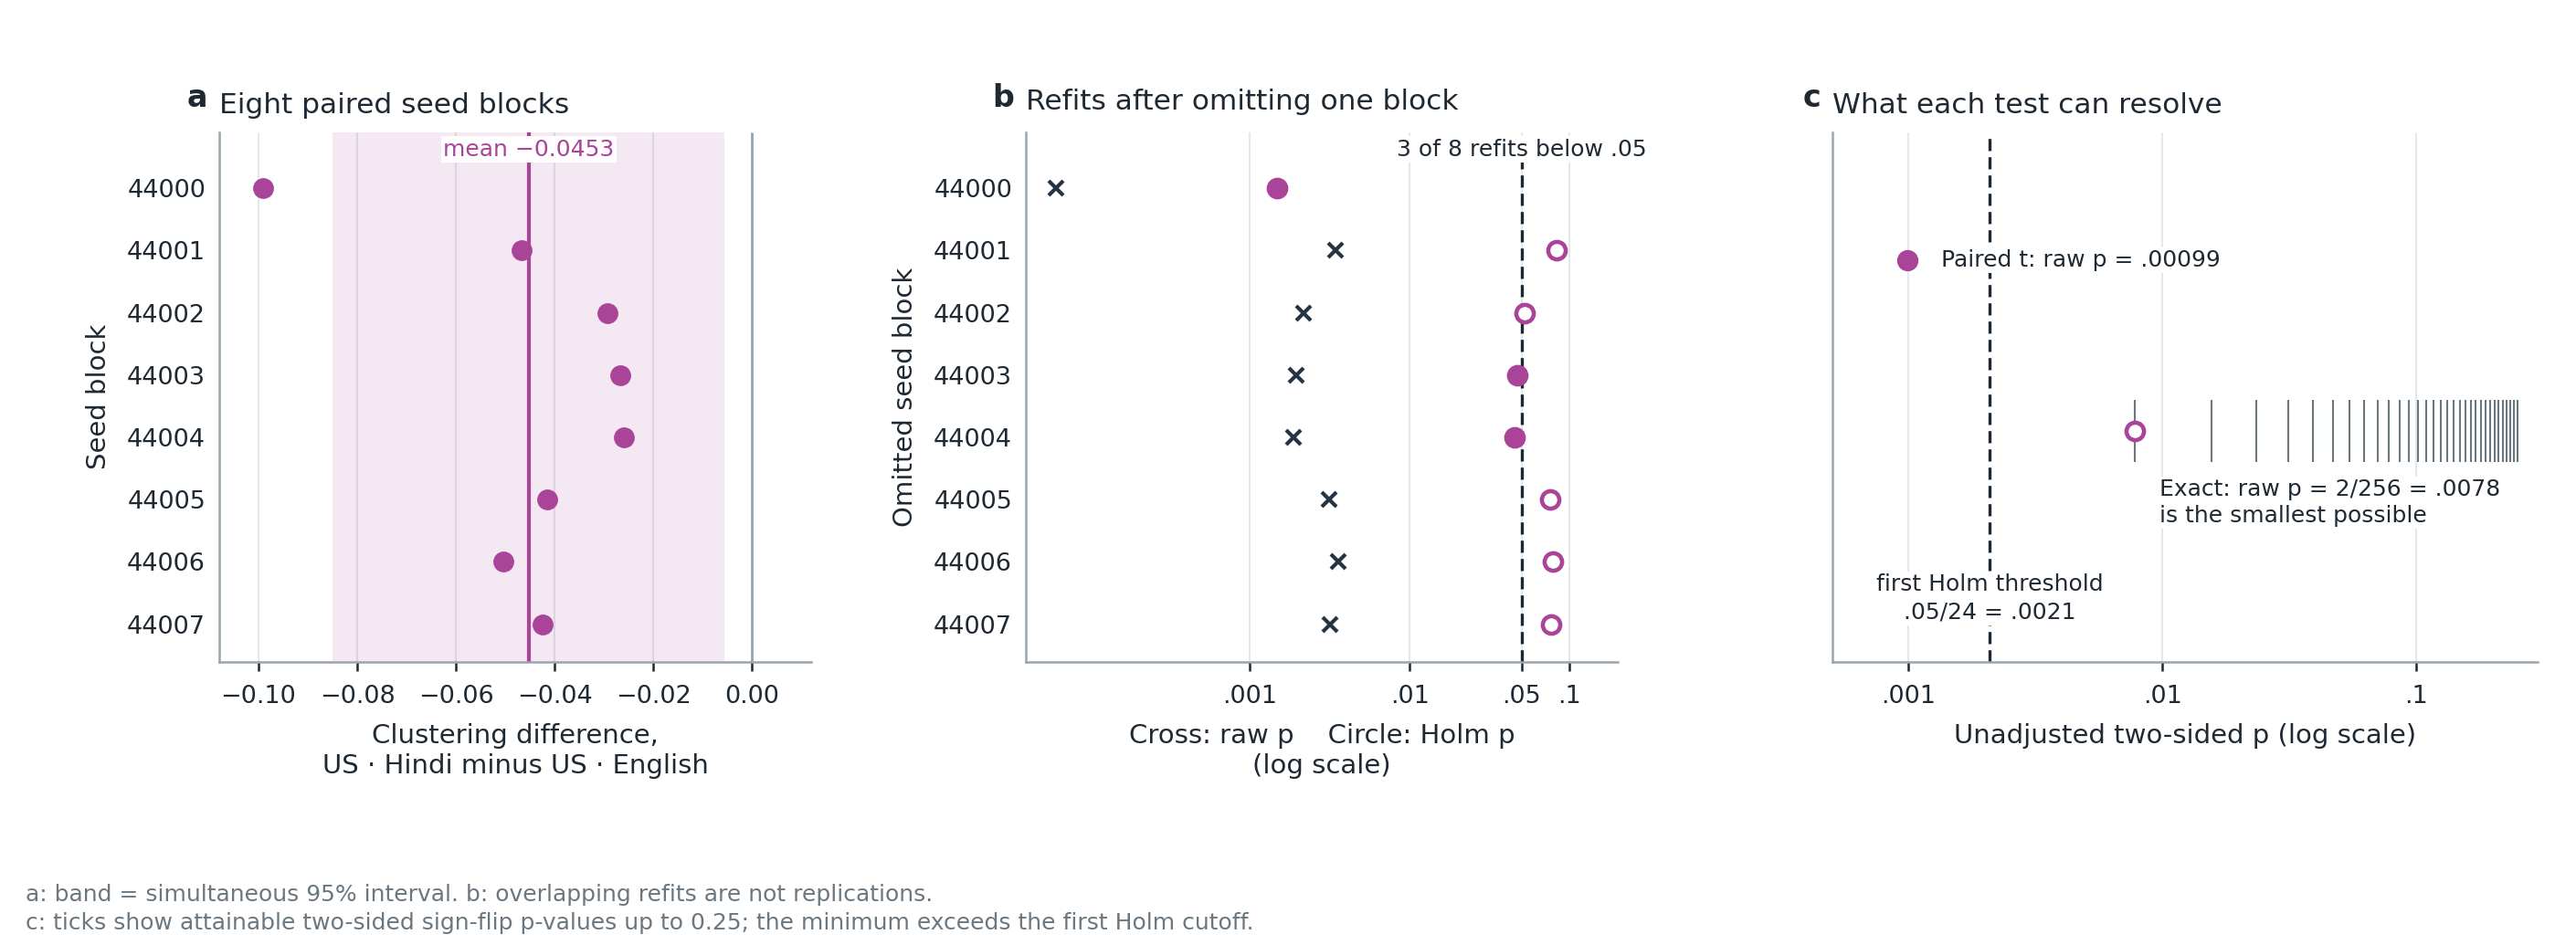 a Eight paired seed blocks
mean −0.0453
Seed block
44000
44001
44002
44003
44004
44005
44006
44007
−0.10 −0.08 −0.06 −0.04 −0.02 0.00
Clustering difference,
US · Hindi minus US · English
b Refits after omitting one block
3 of 8 refits below .05
Omitted seed block
44000
44001
44002
44003
44004
44005
44006
44007
.001 .01 .05 .1
Cross: raw p Circle: Holm p
(log scale)
c What each test can resolve
Paired t: raw p = .00099
Exact: raw p = 2/256 = .0078
is the smallest possible
first Holm threshold
.05/24 = .0021
.001 .01 .1
Unadjusted two-sided p (log scale)
a: band = simultaneous 95% interval. b: overlapping refits are not replications.
c: ticks show attainable two-sided sign-flip p-values up to 0.25; the minimum exceeds the first Holm cutoff.